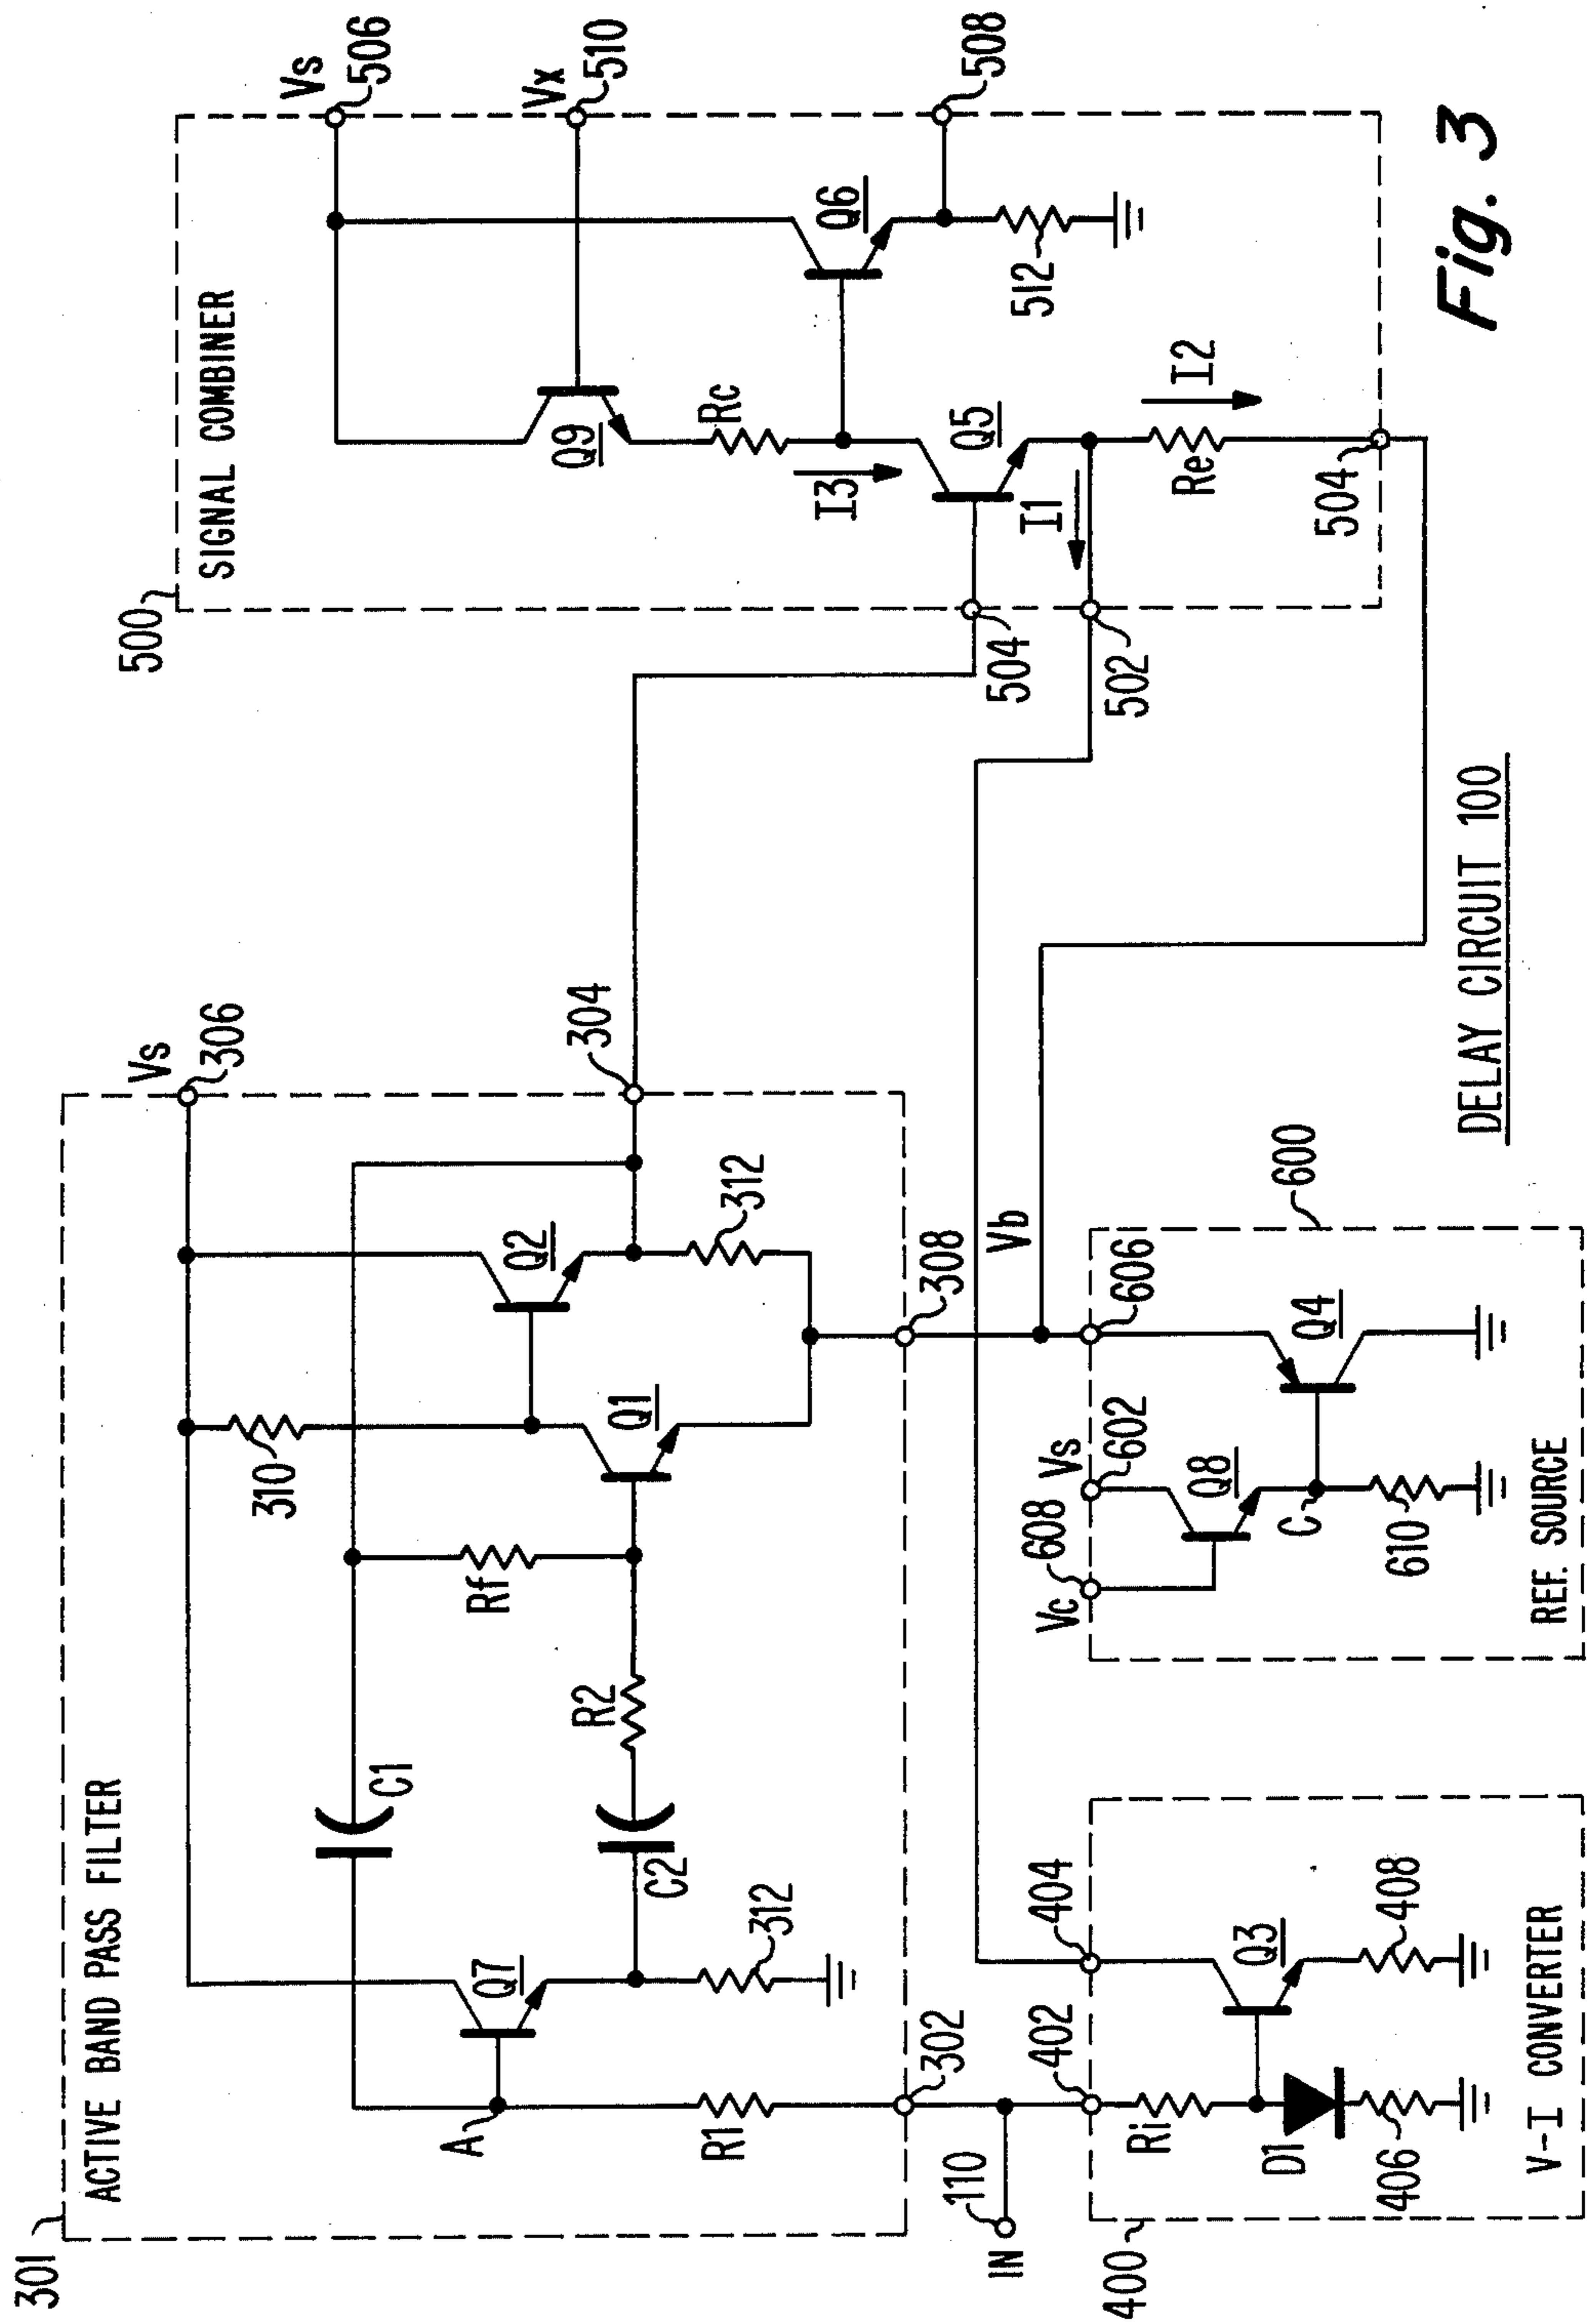 301
ACTIVE BAND PASS FILTER
Vs
306
310
Q2
C1
Rf
Q1
304
Q7
C2
R2
312
312
A
R1
302
308
Vb
500
SIGNAL COMBINER
Vs
506
Vx
510
Q9
Rc
Q6
508
I3
Q5
512
504
I1
502
I2
Re
504
IN
110
402
404
Ri
Q3
D1
406
408
V-I CONVERTER
400
Vc
608
Vs
602
606
Q8
Q4
C
610
REF. SOURCE
600
DELAY CIRCUIT 100
Fig. 3